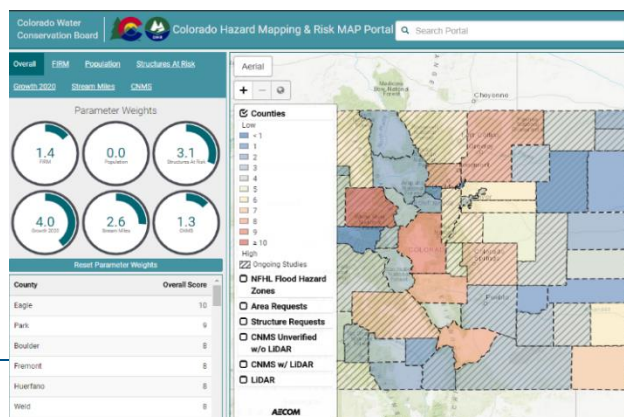 Colorado Water
Conservation Board
Colorado Hazard Mapping & Risk MAP Portal
Search Portal
Overall FIRM Population Structures At Risk
Growth 2020 Stream Miles CNMS
Parameter Weights
1.4
FIRM
0.0
Population
3.1
Structures At Risk
4.0
Growth 2020
2.6
Stream Miles
1.3
CNMS
Reset Parameter Weights
County Overall Score
Eagle 10
Park 9
Boulder 8
Fremont 8
Huerfano 8
Weld 8
Aerial
Counties
Low
< 1
1
2
3
4
5
6
7
8
9
≥ 10
High
Ongoing Studies
NFHL Flood Hazard
Zones
Area Requests
Structure Requests
CNMS Unverified
w/o LiDAR
CNMS w/ LiDAR
LiDAR
AECOM
Cheyenne
Pueblo